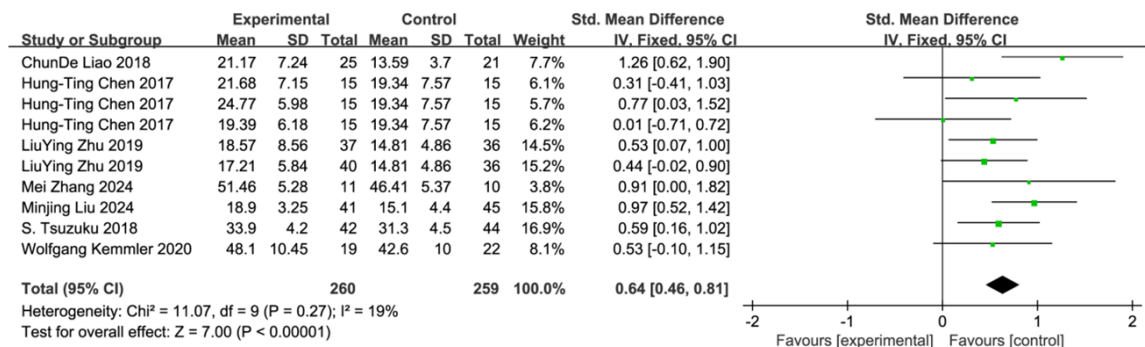 Experimental Control Std. Mean Difference Std. Mean Difference
Study or Subgroup Mean SD Total Mean SD Total Weight IV, Fixed, 95% CI IV, Fixed, 95% CI
ChunDe Liao 2018 21.17 7.24 25 13.59 3.7 21 7.7% 1.26 [0.62, 1.90]
Hung-Ting Chen 2017 21.68 7.15 15 19.34 7.57 15 6.1% 0.31 [-0.41, 1.03]
Hung-Ting Chen 2017 24.77 5.98 15 19.34 7.57 15 5.7% 0.77 [0.03, 1.52]
Hung-Ting Chen 2017 19.39 6.18 15 19.34 7.57 15 6.2% 0.01 [-0.71, 0.72]
LiuYing Zhu 2019 18.57 8.56 37 14.81 4.86 36 14.5% 0.53 [0.07, 1.00]
LiuYing Zhu 2019 17.21 5.84 40 14.81 4.86 36 15.3% 0.44 [-0.02, 0.90]
Mei Zhang 2024 51.46 5.28 11 46.41 5.37 10 3.8% 0.91 [0.00, 1.82]
Minjing Liu 2024 18.9 3.25 41 15.1 4.4 45 15.8% 0.97 [0.52, 1.42]
S. Tsuzuku 2018 33.9 4.2 42 31.3 4.5 44 16.9% 0.59 [0.16, 1.02]
Wolfgang Kemmler 2020 48.1 10.45 19 42.6 10 22 8.1% 0.53 [-0.10, 1.15]
Total (95% CI) 260 259 100.0% 0.64 [0.46, 0.81]
Heterogeneity: Chi² = 11.07, df = 9 (P = 0.27); I² = 19%
Test for overall effect: Z = 7.00 (P < 0.00001)
-2 -1 0 1 2
Favours [experimental] Favours [control]